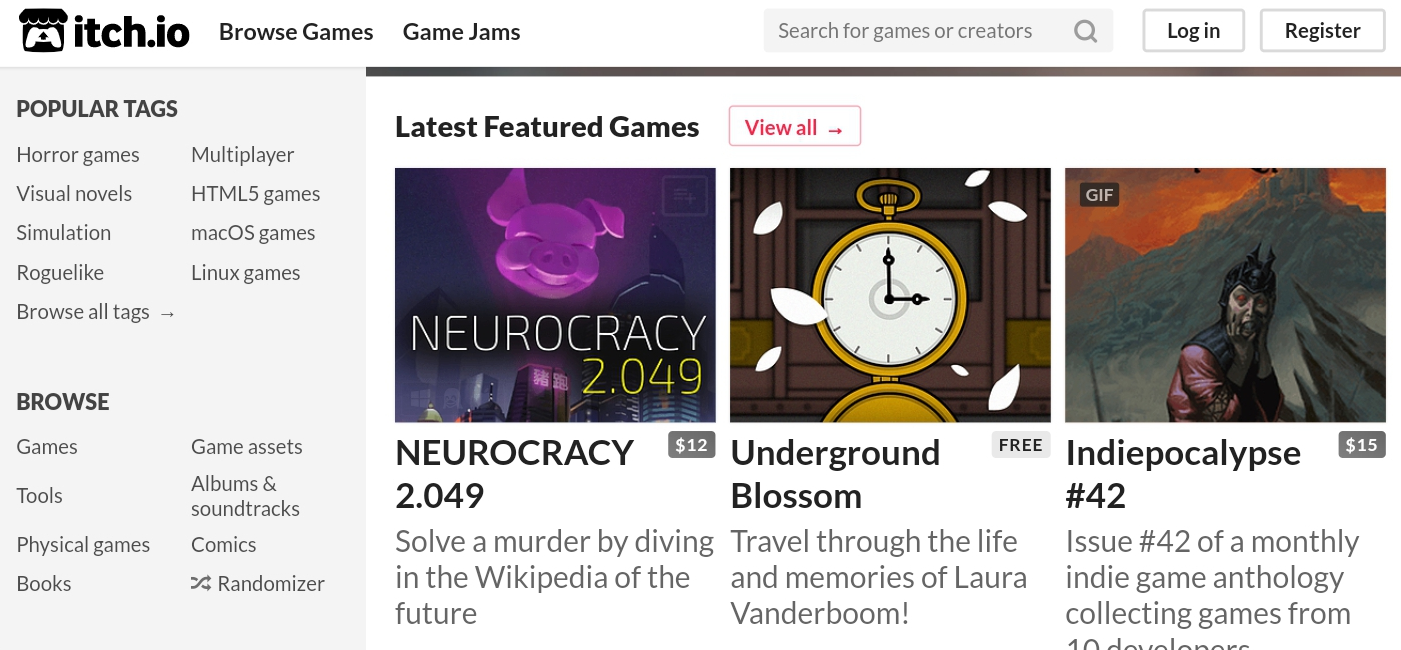 itch.io
Browse Games
Game Jams
Search for games or creators
Log in
Register
POPULAR TAGS
Horror games
Multiplayer
Visual novels
HTML5 games
Simulation
macOS games
Roguelike
Linux games
Browse all tags →
BROWSE
Games
Game assets
Tools
Albums &
soundtracks
Physical games
Comics
Books
Randomizer
Latest Featured Games
View all →
NEUROCRACY
2.049
豬跑
NEUROCRACY
2.049
$12
Solve a murder by diving
in the Wikipedia of the
future
Underground
Blossom
FREE
Travel through the life
and memories of Laura
Vanderboom!
GIF
Indiepocalypse
#42
$15
Issue #42 of a monthly
indie game anthology
collecting games from
10 developers